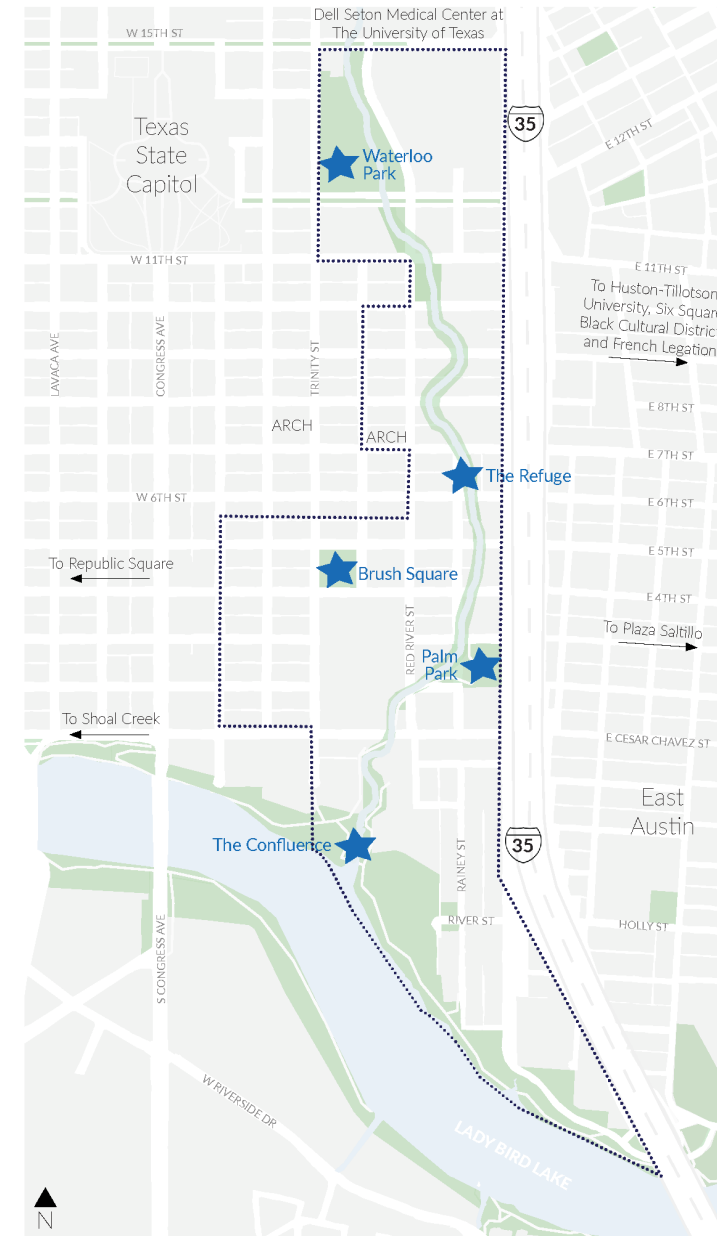 Dell Seton Medical Center at
The University of Texas
W 15TH ST
35
E 12TH ST
Texas
State
Capitol
Waterloo
Park
W 11TH ST
E 11TH ST
To Huston-Tillotson
University, Six Squar
Black Cultural Distric
and French Legation
LAVACA AVE
CONGRESS AVE
TRINITY ST
E 8TH ST
ARCH
ARCH
E 7TH ST
The Refuge
W 6TH ST
E 6TH ST
E 5TH ST
To Republic Square
Brush Square
E 4TH ST
RED RIVER ST
To Plaza Saltillo
Palm
Park
To Shoal Creek
E CESAR CHAVEZ ST
East
Austin
The Confluence
35
RAINEY ST
RIVER ST
HOLLY ST
S CONGRESS AVE
W RIVERSIDE DR
LADY BIRD LAKE
N